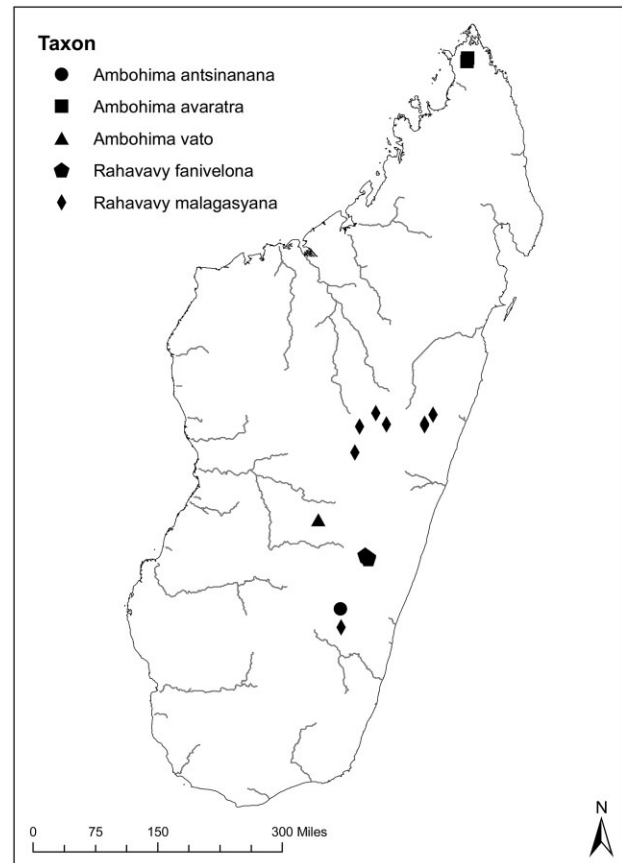 Taxon
Ambohima antsinanana
Ambohima avaratra
Ambohima vato
Rahavavy fanivelona
Rahavavy malagasyana
0 75 150 300 Miles
N